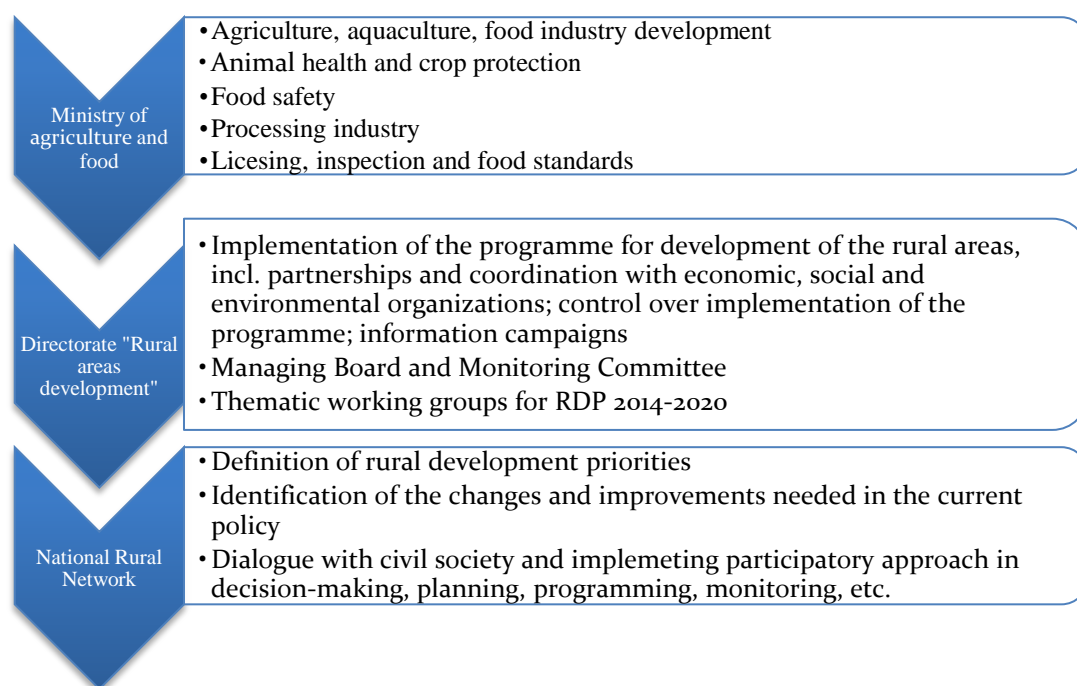 Ministry of
agriculture and
food
•Agriculture, aquaculture, food industry development
•Animal health and crop protection
•Food safety
•Processing industry
•Licesing, inspection and food standards
Directorate "Rural
areas
development"
•Implementation of the programme for development of the rural areas,
incl. partnerships and coordination with economic, social and
environmental organizations; control over implementation of the
programme; information campaigns
•Managing Board and Monitoring Committee
•Thematic working groups for RDP 2014-2020
National Rural
Network
•Definition of rural development priorities
•Identification of the changes and improvements needed in the current
policy
•Dialogue with civil society and implemeting participatory approach in
decision-making, planning, programming, monitoring, etc.